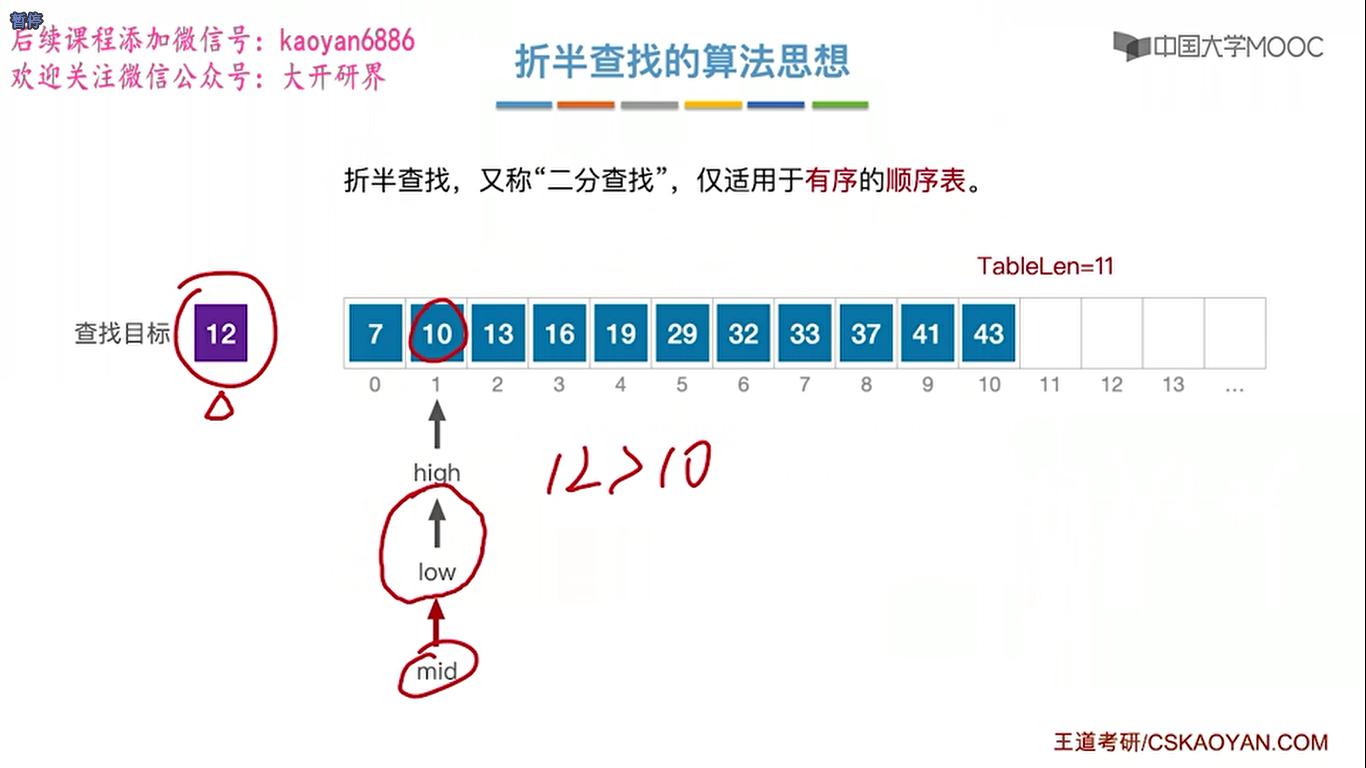 暂停
后续课程添加微信号：kaoyan6886
欢迎关注微信公众号：大开研界
折半查找的算法思想
中国大学MOOC
折半查找，又称“二分查找”，仅适用于有序的顺序表。
TableLen=11
查找目标 12
7 10 13 16 19 29 32 33 37 41 43
0 1 2 3 4 5 6 7 8 9 10 11 12 13 ...
high
12>10
low
mid
王道考研/CSKAOYAN.COM